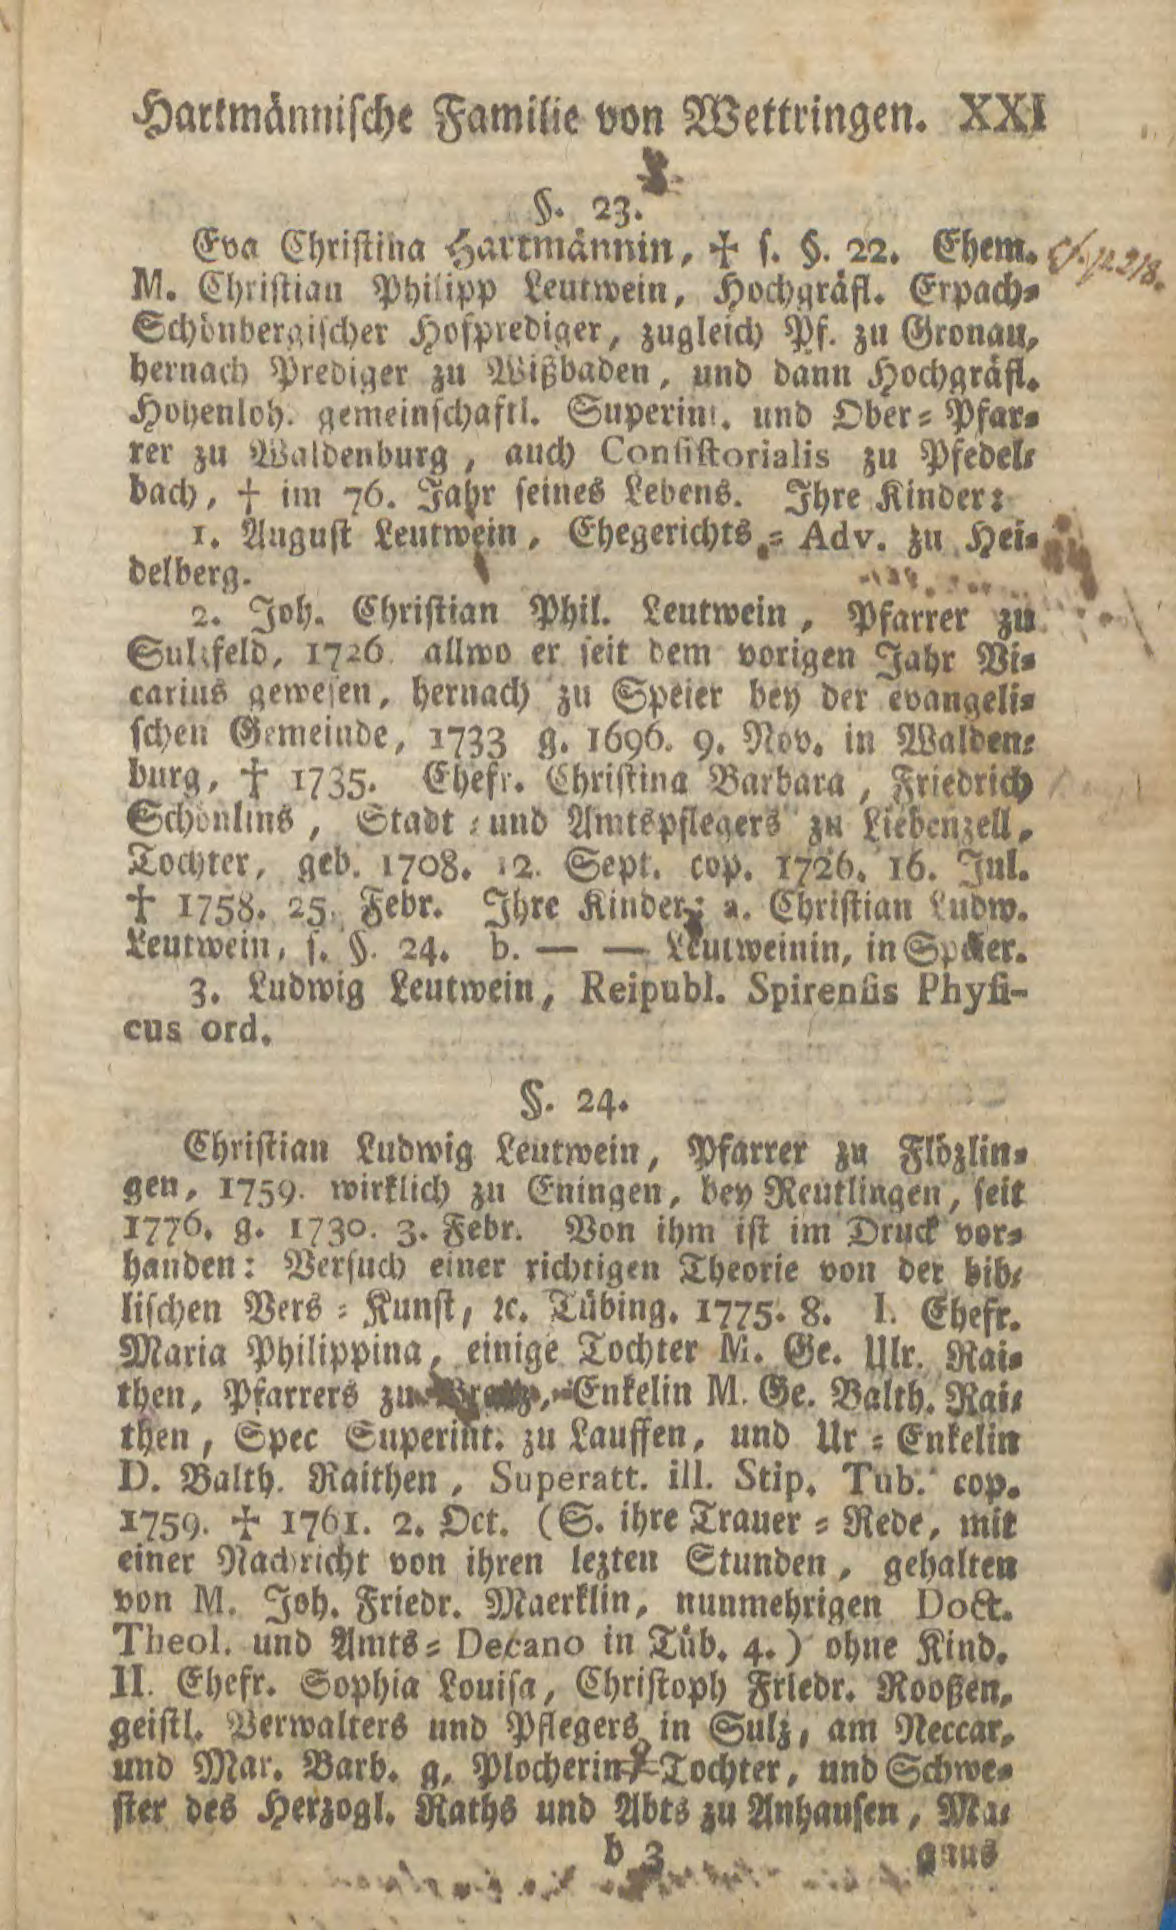 Hartmännische Familie von Wettringen. XXI
§. 23.
Eva Christina Hartmännin, † s. §. 22. Ehem. Cf. p. 218.
M. Christian Philipp Leutwein, Hochgräfl. Erpach-
Schönbergischer Hofprediger, zugleich Pf. zu Gronau,
hernach Prediger zu Wißbaden, und dann Hochgräfl.
Hohenloh. gemeinschaftl. Superint. und Ober-Pfar-
rer zu Waldenburg, auch Consistorialis zu Pfedel-
bach, † im 76. Jahr seines Lebens. Ihre Kinder:
1. August Leutwein, Ehegerichts-Adv. zu Hei-
delberg.
2. Joh. Christian Phil. Leutwein, Pfarrer zu
Sulzfeld, 1726. allwo er seit dem vorigen Jahr Vi-
carius gewesen, hernach zu Speier bey der evangeli-
schen Gemeinde, 1733 g. 1696. 9. Nov. in Walden-
burg, † 1735. Ehefr. Christina Barbara, Friedrich
Schönlins, Stadt- und Amtspflegers zu Liebenzell,
Tochter, geb. 1708. 12. Sept. cop. 1726. 16. Jul.
† 1758. 25. Febr. Ihre Kinder: a. Christian Ludw.
Leutwein, s. §. 24. b. — — Leutweinin, in Speier.
3. Ludwig Leutwein, Reipubl. Spirensis Physi-
cus ord.
§. 24.
Christian Ludwig Leutwein, Pfarrer zu Flözlin-
gen, 1759. wirklich zu Eningen, bey Reutlingen, seit
1776. g. 1730. 3. Febr. Von ihm ist im Druck vor-
handen: Versuch einer richtigen Theorie von der bib-
lischen Vers-Kunst, ꝛc. Tübing. 1775. 8. I. Ehefr.
Maria Philippina, einige Tochter M. Ge. Ulr. Rai-
then, Pfarrers zu Enkelin M. Ge. Balth. Rai-
then, Spec Superint. zu Lauffen, und Ur-Enkelin
D. Balth. Raithen, Superatt. ill. Stip. Tub. cop.
1759. † 1761. 2. Oct. (S. ihre Trauer-Rede, mit
einer Nachricht von ihren lezten Stunden, gehalten
von M. Joh. Friedr. Maerklin, nunmehrigen Doct.
Theol. und Amts-Decano in Tüb. 4.) ohne Kind.
II. Ehefr. Sophia Louisa, Christoph Friedr. Rooßen,
geistl. Verwalters und Pflegers in Sulz, am Neccar,
und Mar. Barb. g. Plocherin Tochter, und Schwe-
ster des Herzogl. Raths und Abts zu Anhausen, Ma-
b 3 gnus